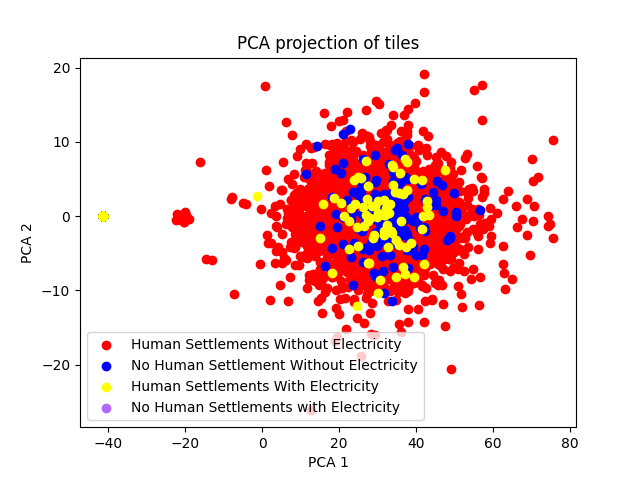 PCA projection of tiles
20
10
0
−10
−20
PCA 2
Human Settlements Without Electricity
No Human Settlement Without Electricity
Human Settlements With Electricity
No Human Settlements with Electricity
−40 −20 0 20 40 60 80
PCA 1